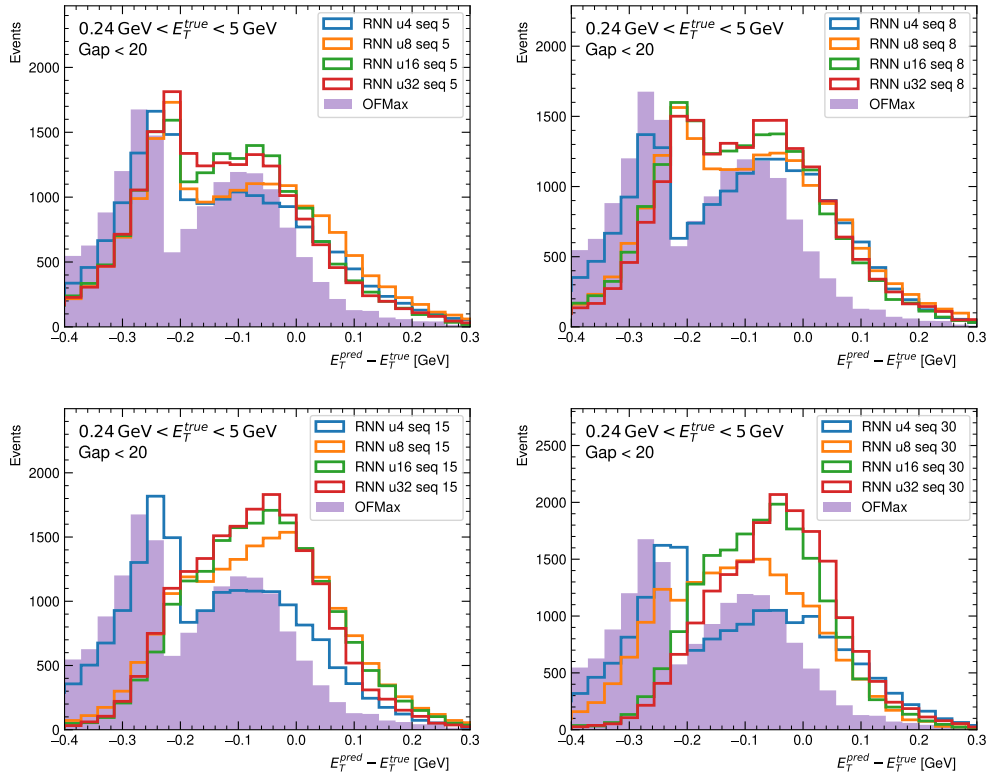 0.24 GeV < E_T^true < 5 GeV
Gap < 20
RNN u4 seq 5
RNN u8 seq 5
RNN u16 seq 5
RNN u32 seq 5
OFMax
Events
2000
1500
1000
500
0
−0.4 −0.3 −0.2 −0.1 0.0 0.1 0.2 0.3
E_T^pred − E_T^true [GeV]
0.24 GeV < E_T^true < 5 GeV
Gap < 20
RNN u4 seq 8
RNN u8 seq 8
RNN u16 seq 8
RNN u32 seq 8
OFMax
Events
2000
1500
1000
500
0
−0.4 −0.3 −0.2 −0.1 0.0 0.1 0.2 0.3
E_T^pred − E_T^true [GeV]
0.24 GeV < E_T^true < 5 GeV
Gap < 20
RNN u4 seq 15
RNN u8 seq 15
RNN u16 seq 15
RNN u32 seq 15
OFMax
Events
2000
1500
1000
500
0
−0.4 −0.3 −0.2 −0.1 0.0 0.1 0.2 0.3
E_T^pred − E_T^true [GeV]
0.24 GeV < E_T^true < 5 GeV
Gap < 20
RNN u4 seq 30
RNN u8 seq 30
RNN u16 seq 30
RNN u32 seq 30
OFMax
Events
2500
2000
1500
1000
500
0
−0.4 −0.3 −0.2 −0.1 0.0 0.1 0.2 0.3
E_T^pred − E_T^true [GeV]